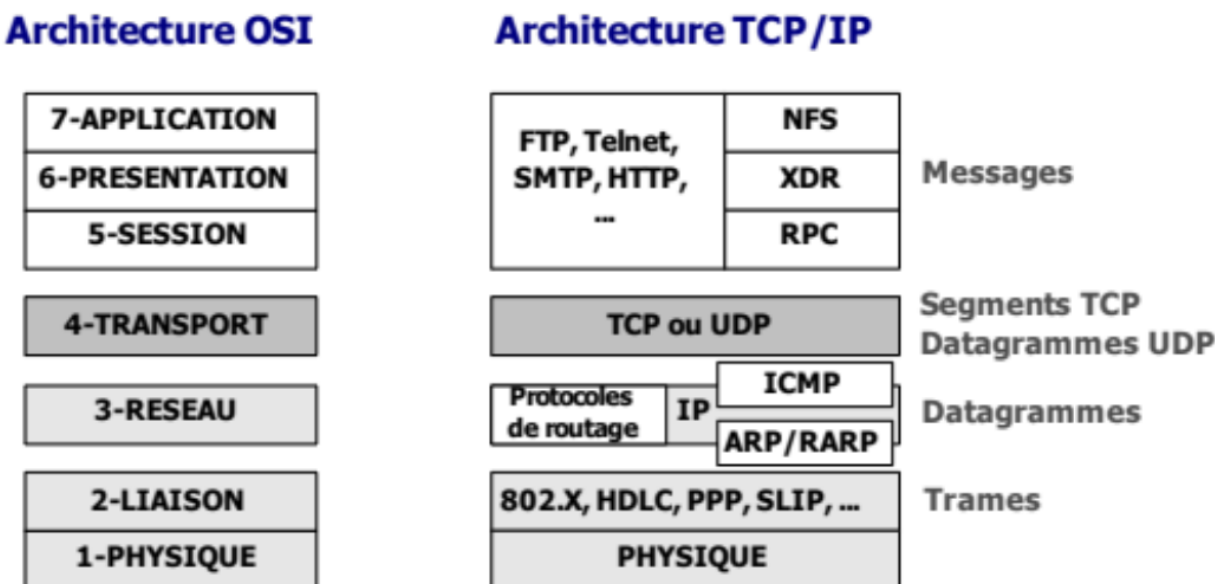 Architecture OSI
Architecture TCP/IP
7-APPLICATION
6-PRESENTATION
5-SESSION
4-TRANSPORT
3-RESEAU
2-LIAISON
1-PHYSIQUE
FTP, Telnet,
SMTP, HTTP,
...
NFS
XDR
RPC
Messages
TCP ou UDP
Segments TCP
Datagrammes UDP
Protocoles
de routage
IP
ICMP
ARP/RARP
Datagrammes
802.X, HDLC, PPP, SLIP, ...
Trames
PHYSIQUE